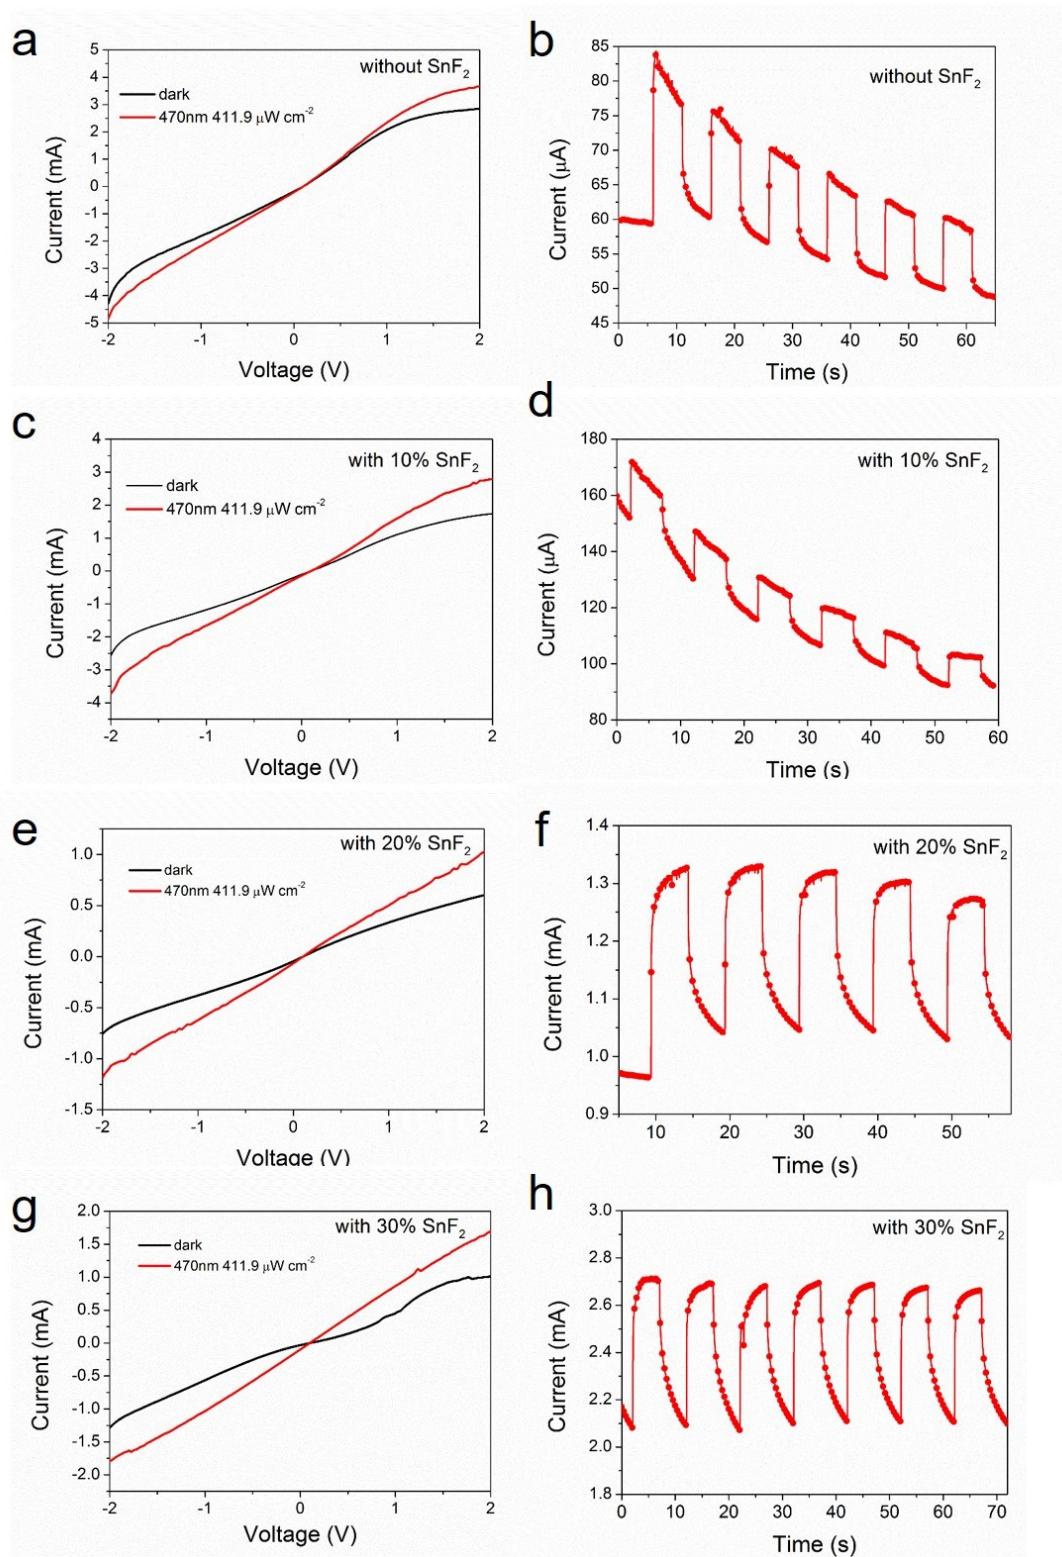 a
without SnF2
dark
470nm 411.9 μW cm-2
5
4
3
2
1
0
-1
-2
-3
-4
-5
-2
-1
0
1
2
Current (mA)
Voltage (V)
b
without SnF2
85
80
75
70
65
60
55
50
45
0
10
20
30
40
50
60
Current (μA)
Time (s)
c
with 10% SnF2
dark
470nm 411.9 μW cm-2
4
3
2
1
0
-1
-2
-3
-4
-2
-1
0
1
2
Current (mA)
Voltage (V)
d
with 10% SnF2
180
160
140
120
100
80
0
10
20
30
40
50
60
Current (μA)
Time (s)
e
with 20% SnF2
dark
470nm 411.9 μW cm-2
1.0
0.5
0.0
-0.5
-1.0
-1.5
-2
-1
0
1
2
Current (mA)
Voltage (V)
f
with 20% SnF2
1.4
1.3
1.2
1.1
1.0
0.9
10
20
30
40
50
Current (mA)
Time (s)
g
with 30% SnF2
dark
470nm 411.9 μW cm-2
2.0
1.5
1.0
0.5
0.0
-0.5
-1.0
-1.5
-2.0
-2
-1
0
1
2
Current (mA)
Voltage (V)
h
with 30% SnF2
3.0
2.8
2.6
2.4
2.2
2.0
1.8
0
10
20
30
40
50
60
70
Current (mA)
Time (s)